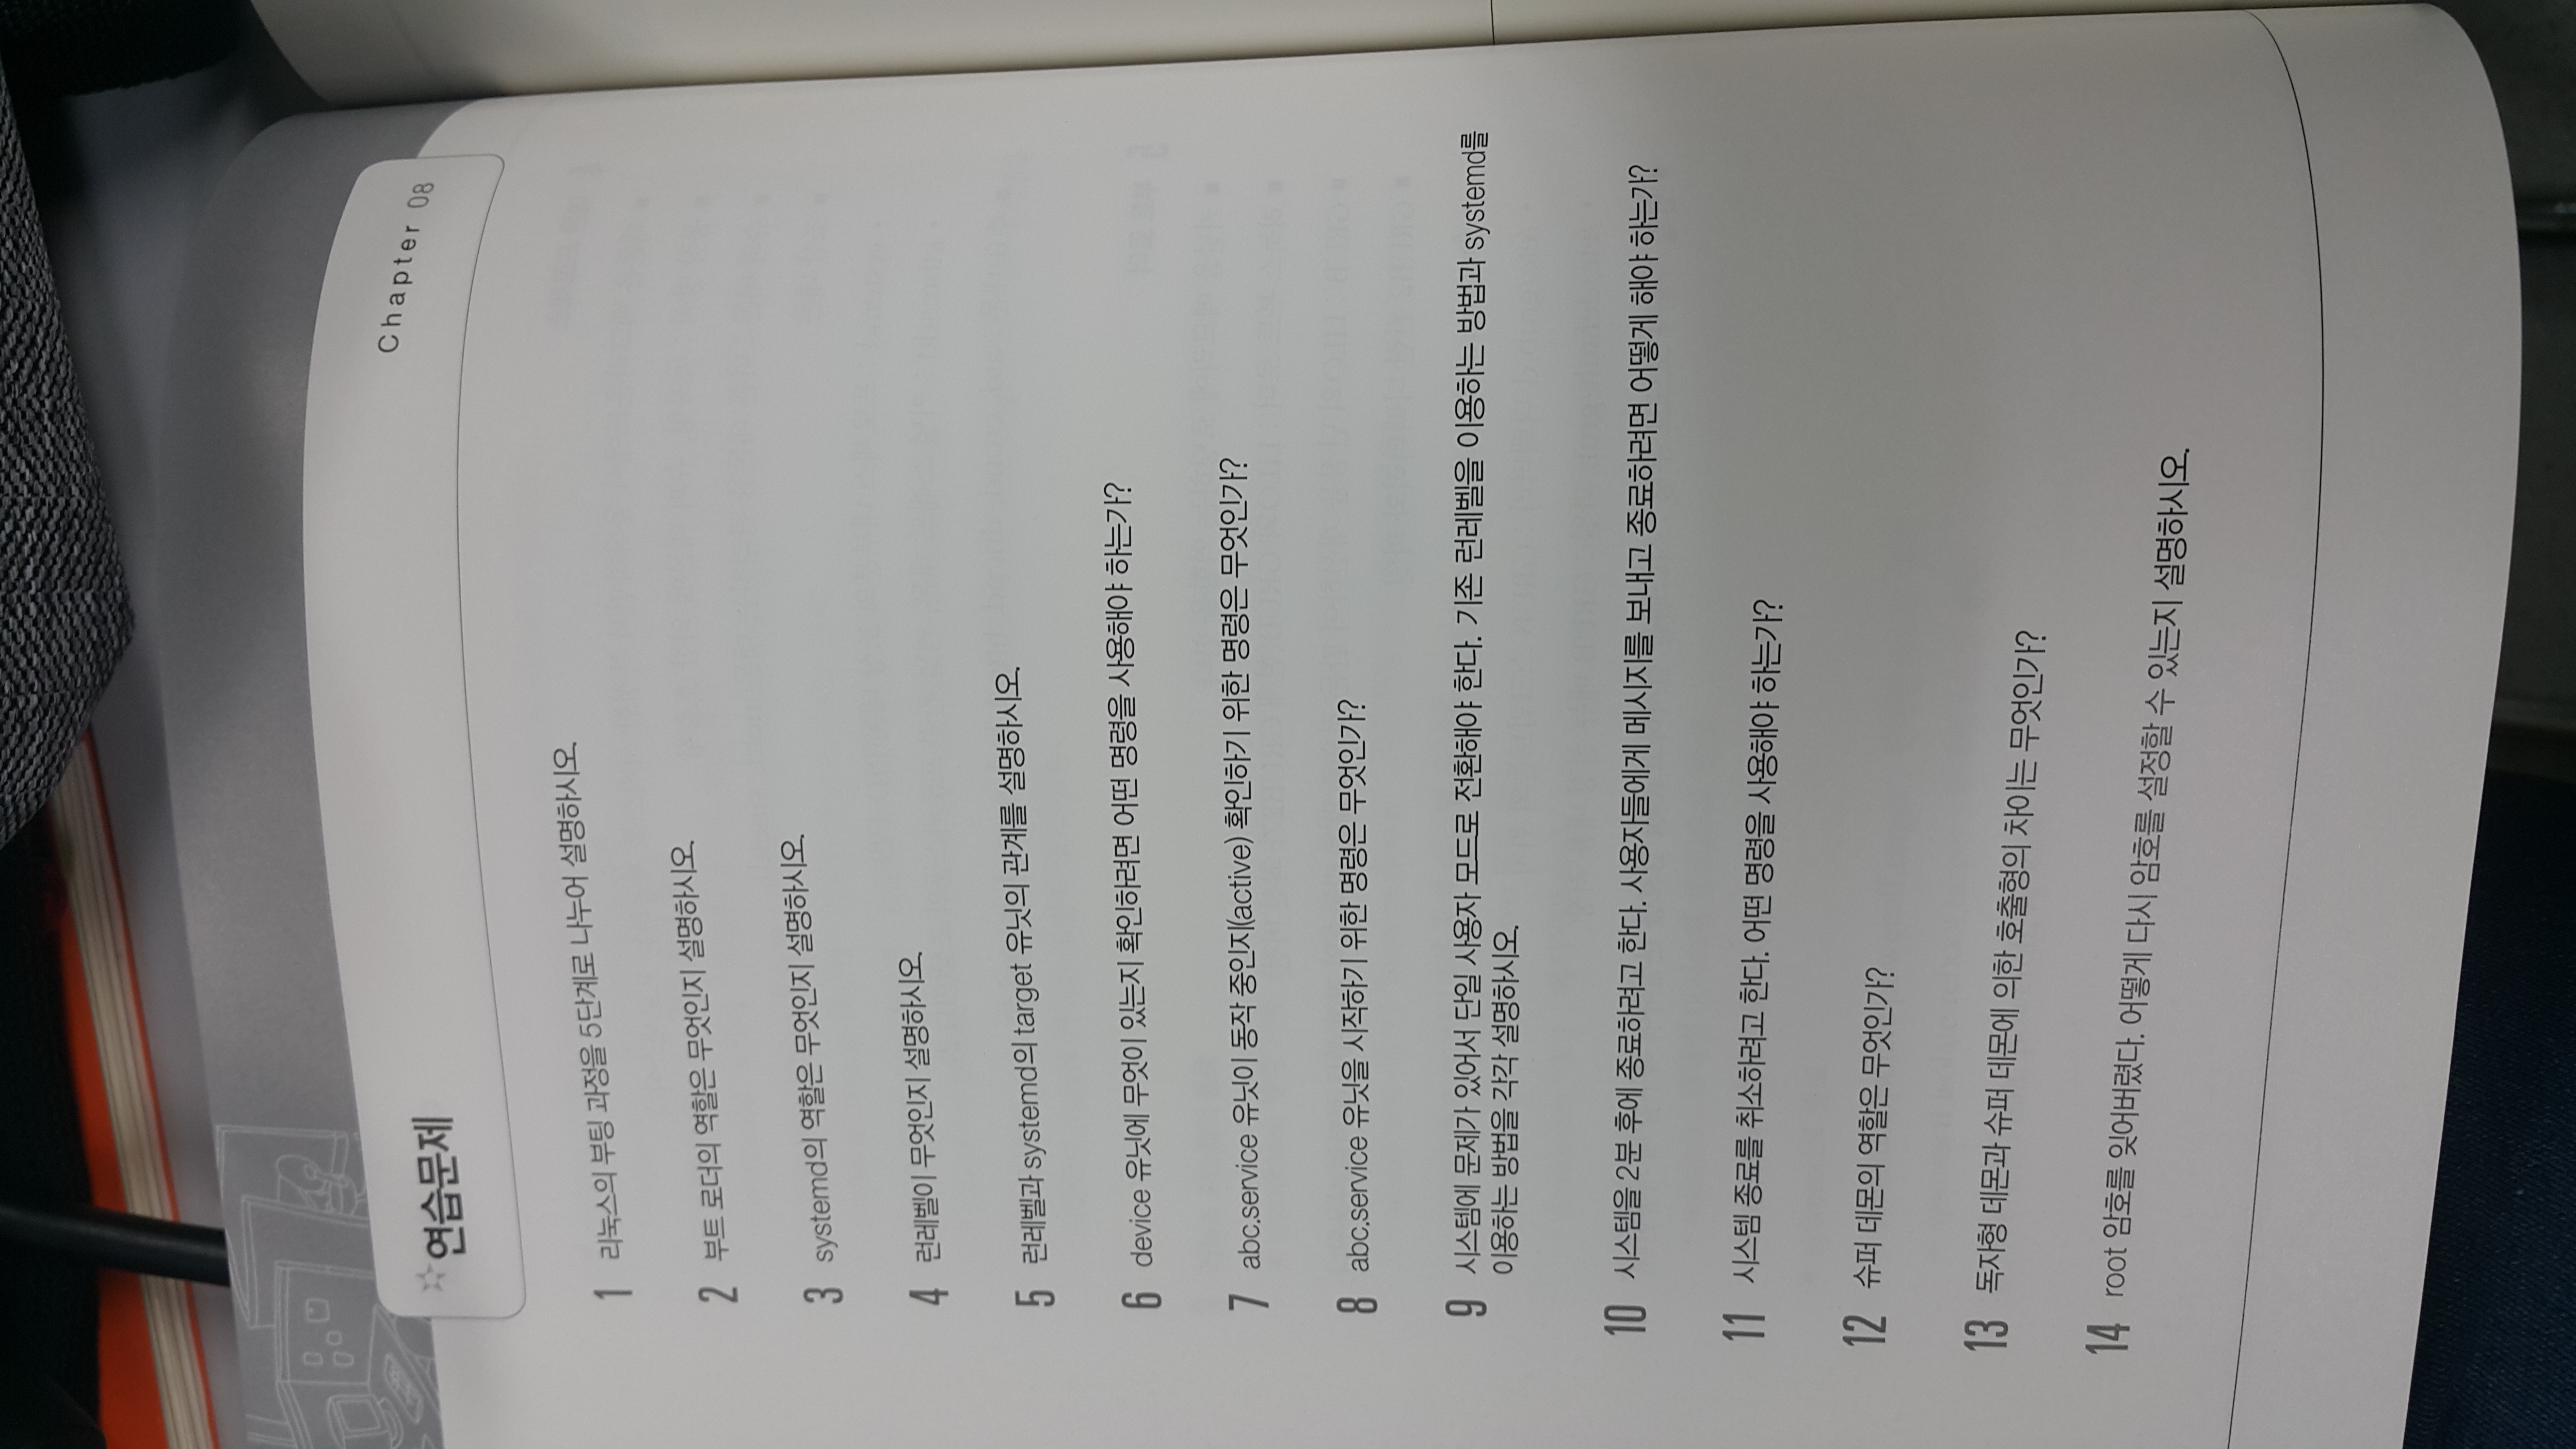 Chapter 08
연습문제
1 리눅스의 부팅 과정을 5단계로 나누어 설명하시오.
2 부트 로더의 역할은 무엇인지 설명하시오.
3 systemd의 역할은 무엇인지 설명하시오.
4 런레벨이 무엇인지 설명하시오.
5 런레벨과 systemd의 target 유닛의 관계를 설명하시오.
6 device 유닛에 무엇이 있는지 확인하려면 어떤 명령을 사용해야 하는가?
7 abc.service 유닛이 동작 중인지(active) 확인하기 위한 명령은 무엇인가?
8 abc.service 유닛을 시작하기 위한 명령은 무엇인가?
9 시스템에 문제가 있어서 단일 사용자 모드로 전환해야 한다. 기존 런레벨을 이용하는 방법과 systemd를
이용하는 방법을 각각 설명하시오.
10 시스템을 2분 후에 종료하려고 한다. 사용자들에게 메시지를 보내고 종료하려면 어떻게 해야 하는가?
11 시스템 종료를 취소하려고 한다. 어떤 명령을 사용해야 하는가?
12 슈퍼 데몬의 역할은 무엇인가?
13 독자형 데몬과 슈퍼 데몬에 의한 호출형의 차이는 무엇인가?
14 root 암호를 잊어버렸다. 어떻게 다시 암호를 설정할 수 있는지 설명하시오.